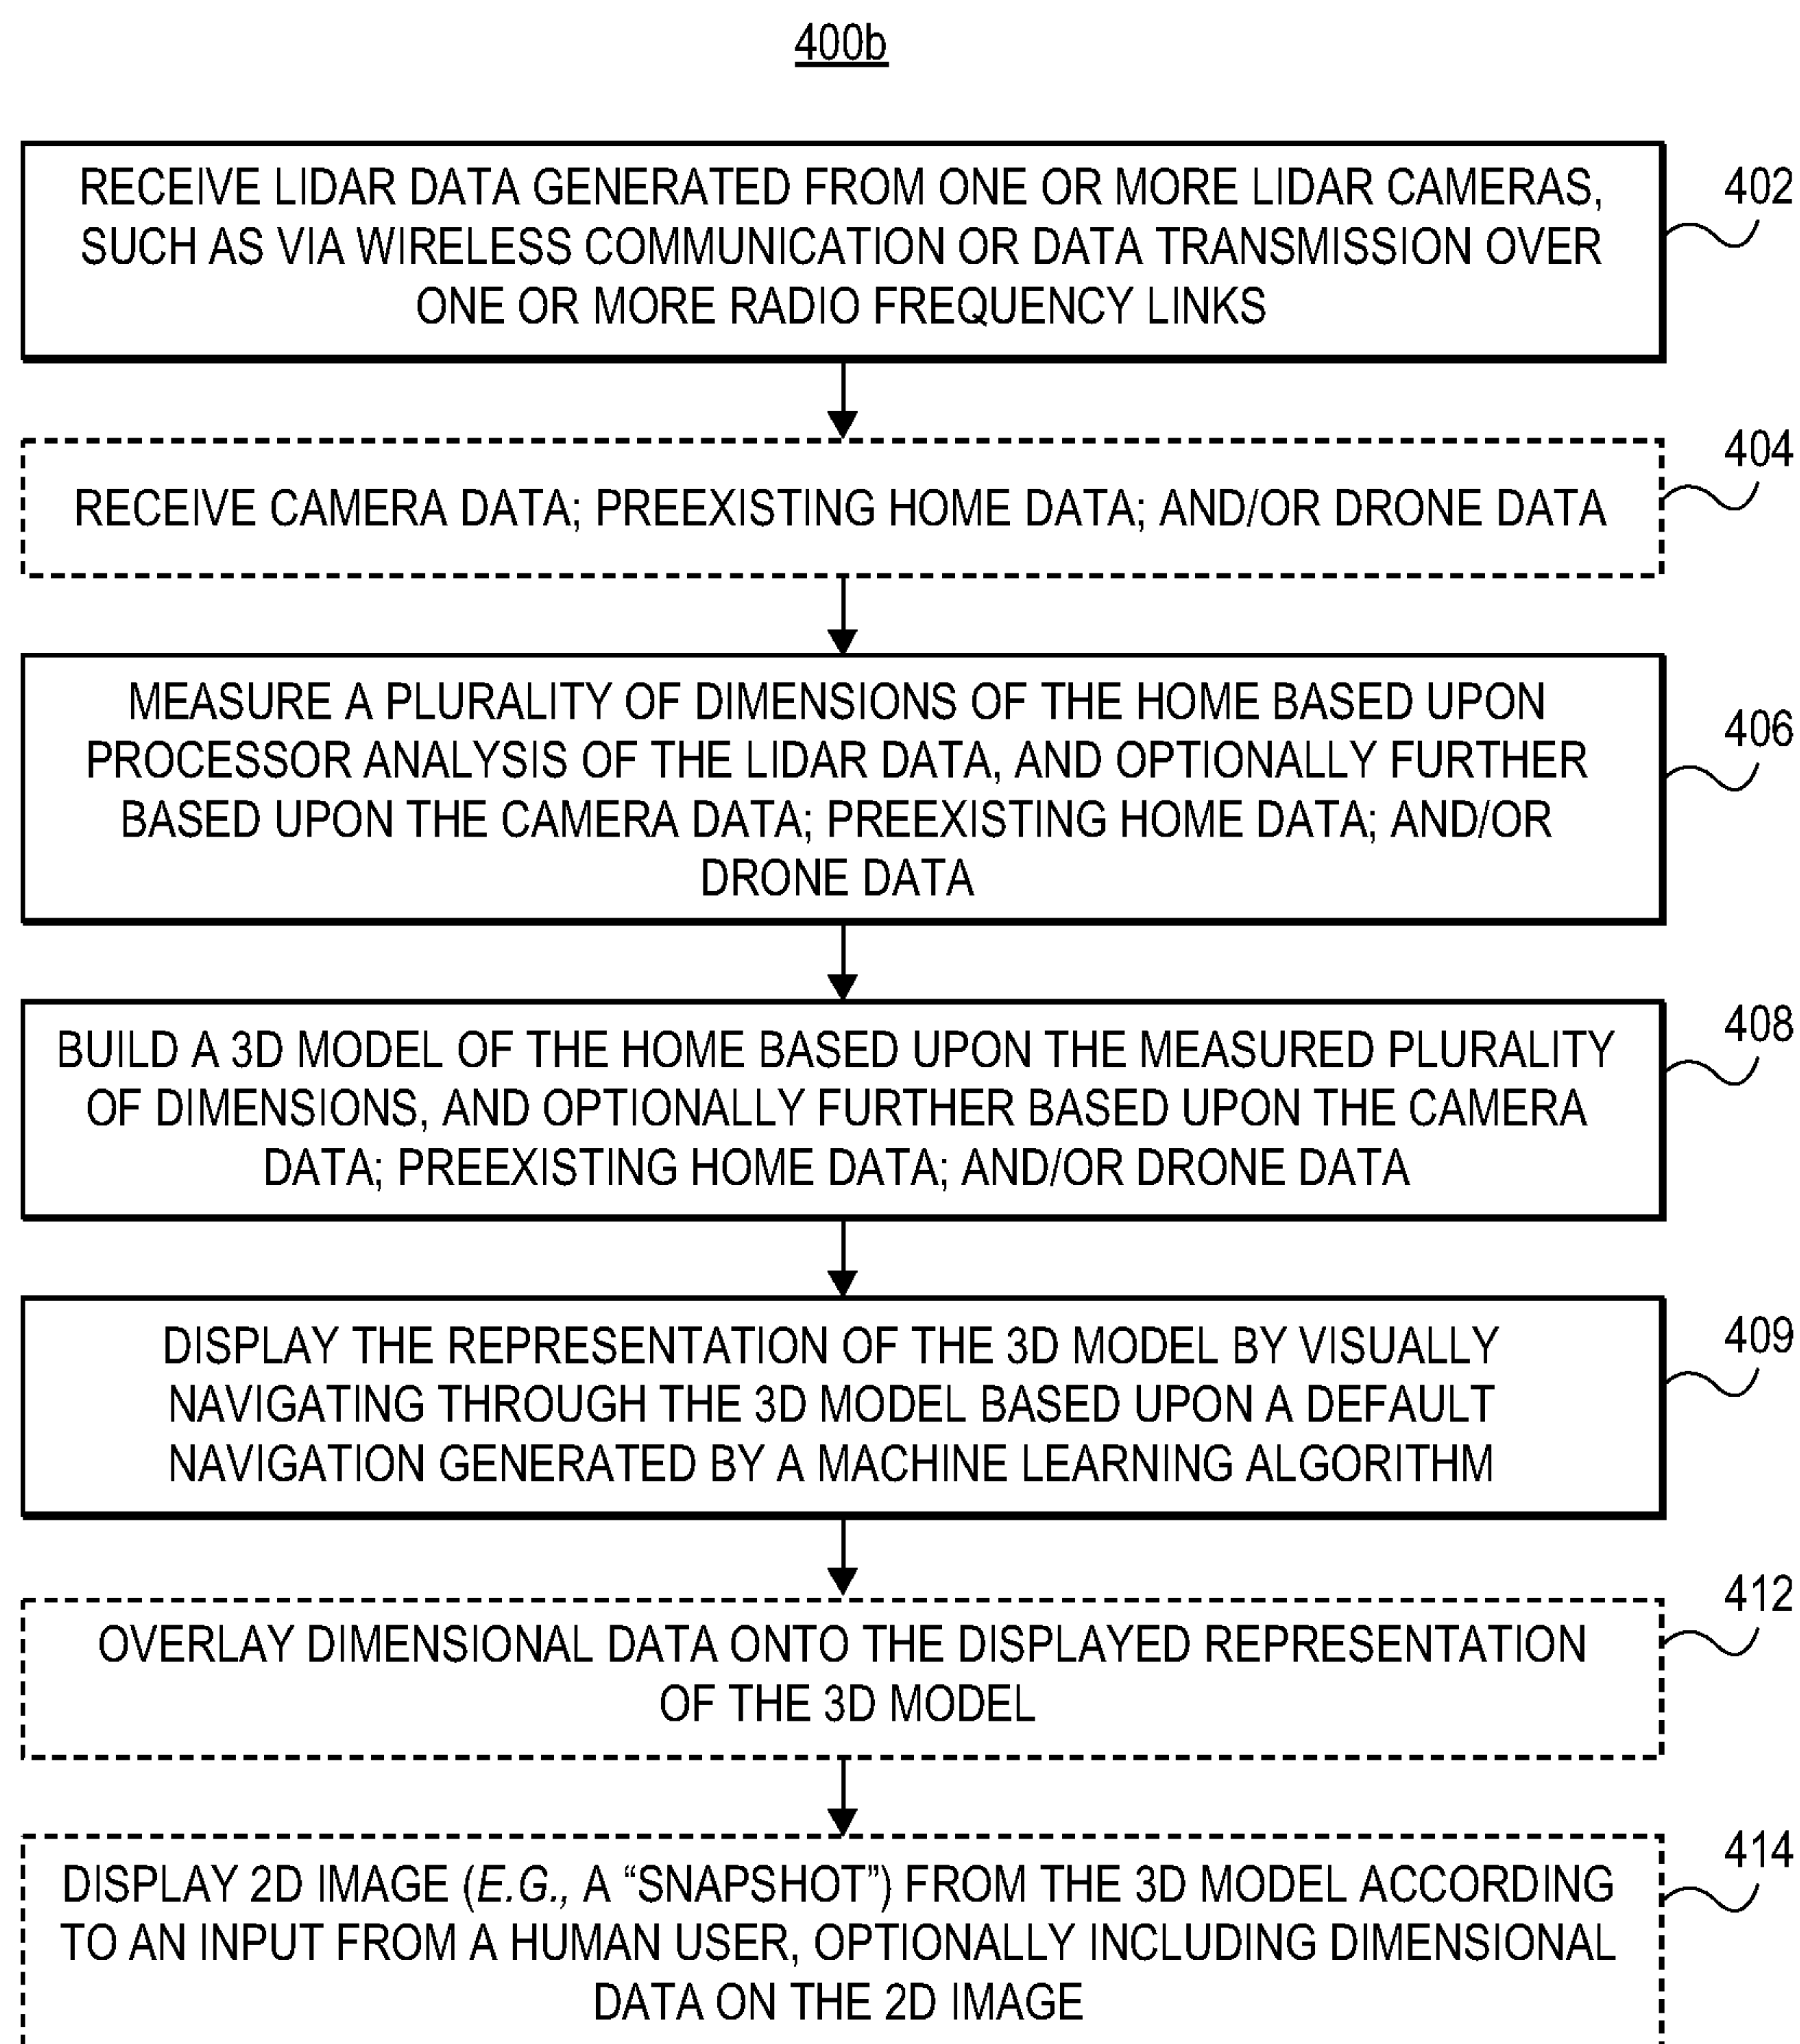 400b
RECEIVE LIDAR DATA GENERATED FROM ONE OR MORE LIDAR CAMERAS,
SUCH AS VIA WIRELESS COMMUNICATION OR DATA TRANSMISSION OVER
ONE OR MORE RADIO FREQUENCY LINKS
402
RECEIVE CAMERA DATA; PREEXISTING HOME DATA; AND/OR DRONE DATA
404
MEASURE A PLURALITY OF DIMENSIONS OF THE HOME BASED UPON
PROCESSOR ANALYSIS OF THE LIDAR DATA, AND OPTIONALLY FURTHER
BASED UPON THE CAMERA DATA; PREEXISTING HOME DATA; AND/OR
DRONE DATA
406
BUILD A 3D MODEL OF THE HOME BASED UPON THE MEASURED PLURALITY
OF DIMENSIONS, AND OPTIONALLY FURTHER BASED UPON THE CAMERA
DATA; PREEXISTING HOME DATA; AND/OR DRONE DATA
408
DISPLAY THE REPRESENTATION OF THE 3D MODEL BY VISUALLY
NAVIGATING THROUGH THE 3D MODEL BASED UPON A DEFAULT
NAVIGATION GENERATED BY A MACHINE LEARNING ALGORITHM
409
OVERLAY DIMENSIONAL DATA ONTO THE DISPLAYED REPRESENTATION
OF THE 3D MODEL
412
DISPLAY 2D IMAGE (E.G., A “SNAPSHOT”) FROM THE 3D MODEL ACCORDING
TO AN INPUT FROM A HUMAN USER, OPTIONALLY INCLUDING DIMENSIONAL
DATA ON THE 2D IMAGE
414